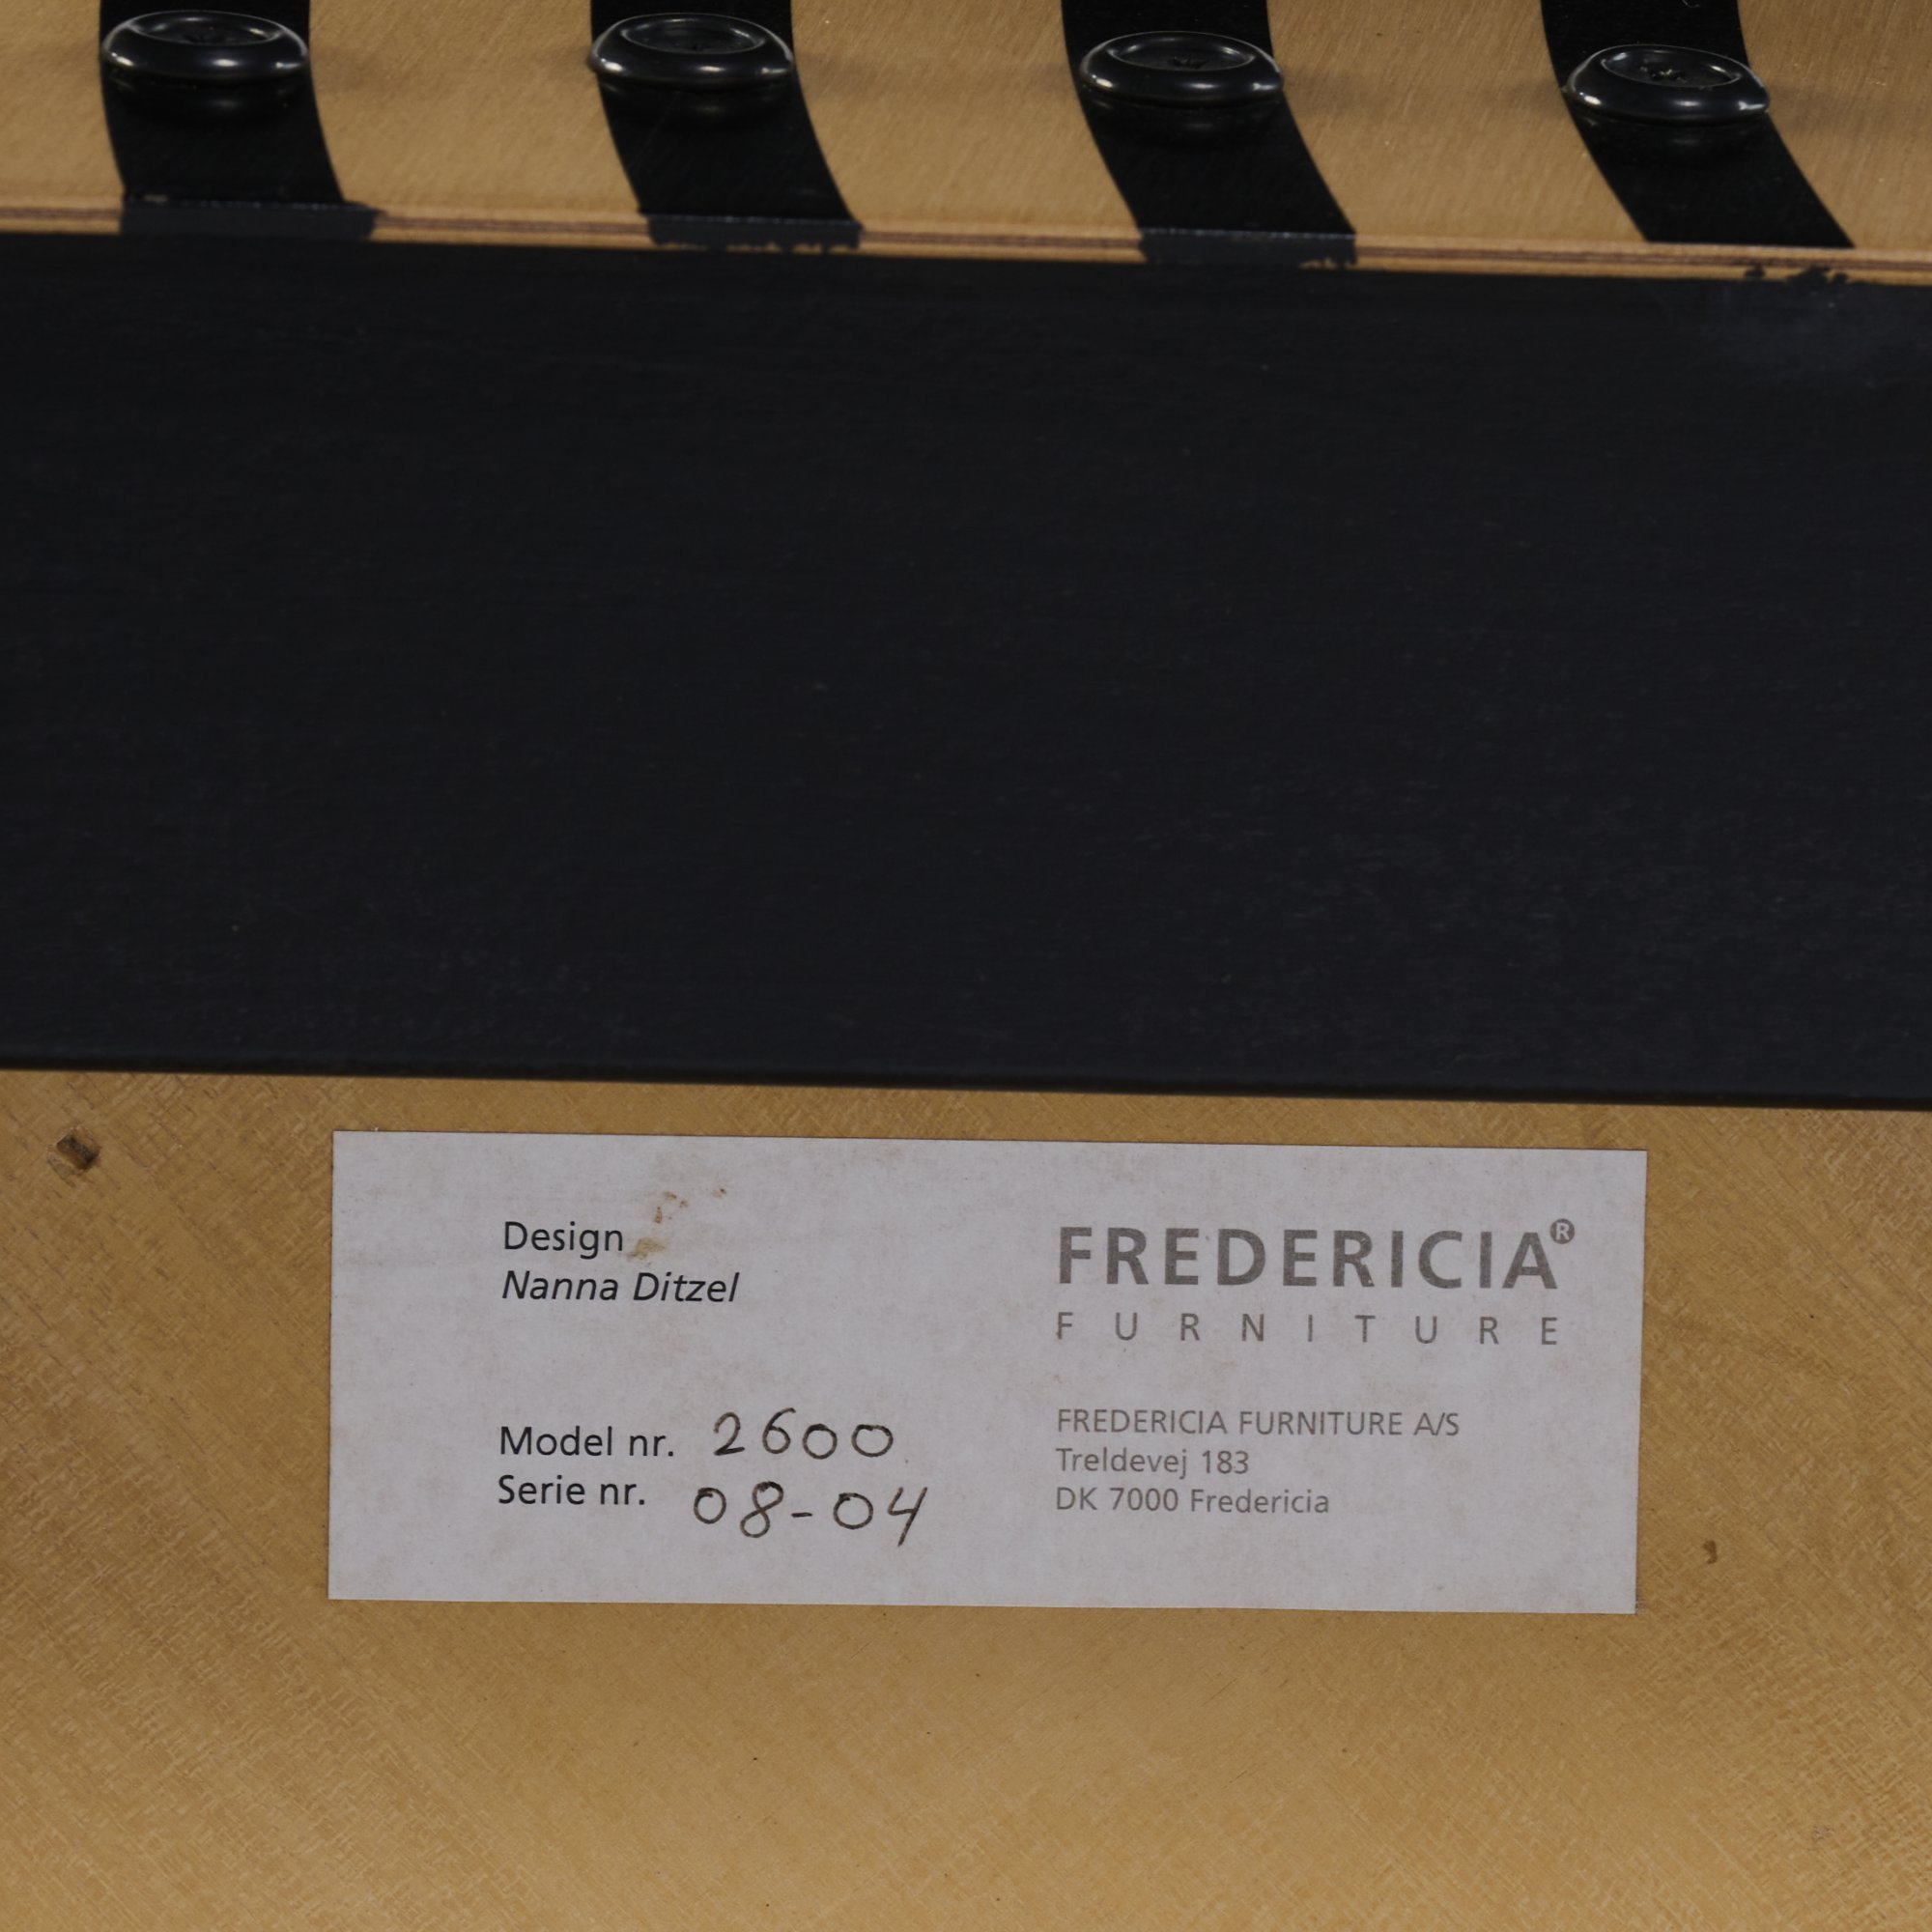 Design
Nanna Ditzel
Model nr. 2600
Serie nr. 08-04
FREDERICIA®
FURNITURE
FREDERICIA FURNITURE A/S
Treldevej 183
DK 7000 Fredericia